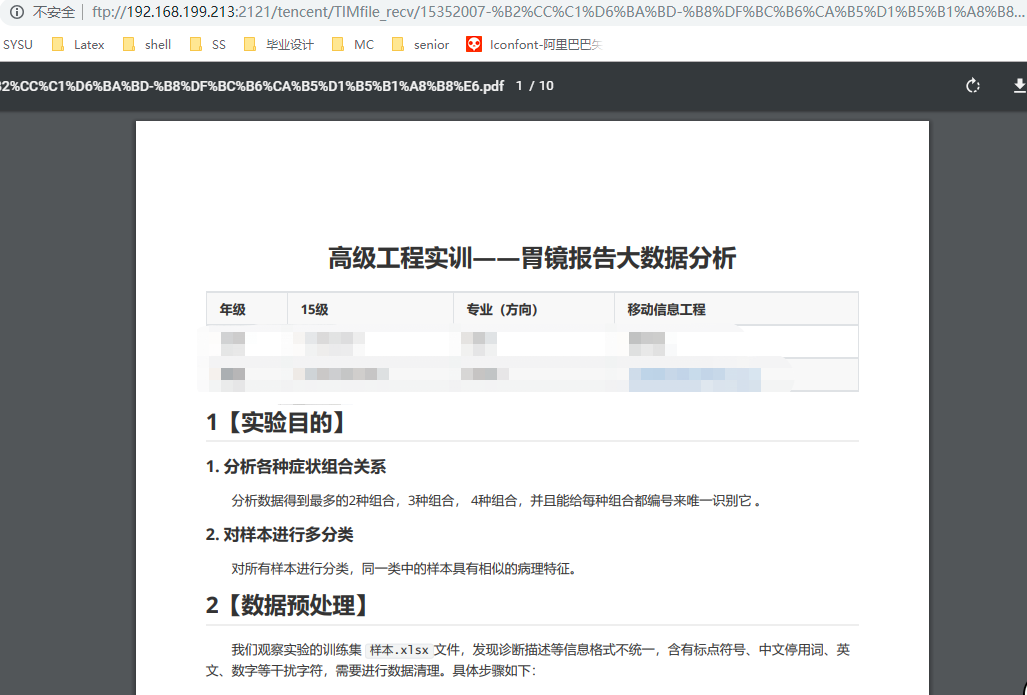 不安全 ftp://192.168.199.213:2121/tencent/TIMfile_recv/15352007-%B2%CC%C1%D6%BA%BD-%B8%DF%BC%B6%CA%B5%D1%B5%B1%A8%B8...
SYSU Latex shell SS 毕业设计 MC senior Iconfont-阿里巴巴矢
32%CC%C1%D6%BA%BD-%B8%DF%BC%B6%CA%B5%D1%B5%B1%A8%B8%E6.pdf 1 / 10
高级工程实训——胃镜报告大数据分析
年级 15级 专业（方向） 移动信息工程
1【实验目的】
1. 分析各种症状组合关系
分析数据得到最多的2种组合，3种组合， 4种组合，并且能给每种组合都编号来唯一识别它 。
2. 对样本进行多分类
对所有样本进行分类，同一类中的样本具有相似的病理特征。
2【数据预处理】
我们观察实验的训练集 样本.xlsx 文件，发现诊断描述等信息格式不统一，含有标点符号、中文停用词、英
文、数字等干扰字符，需要进行数据清理。具体步骤如下：